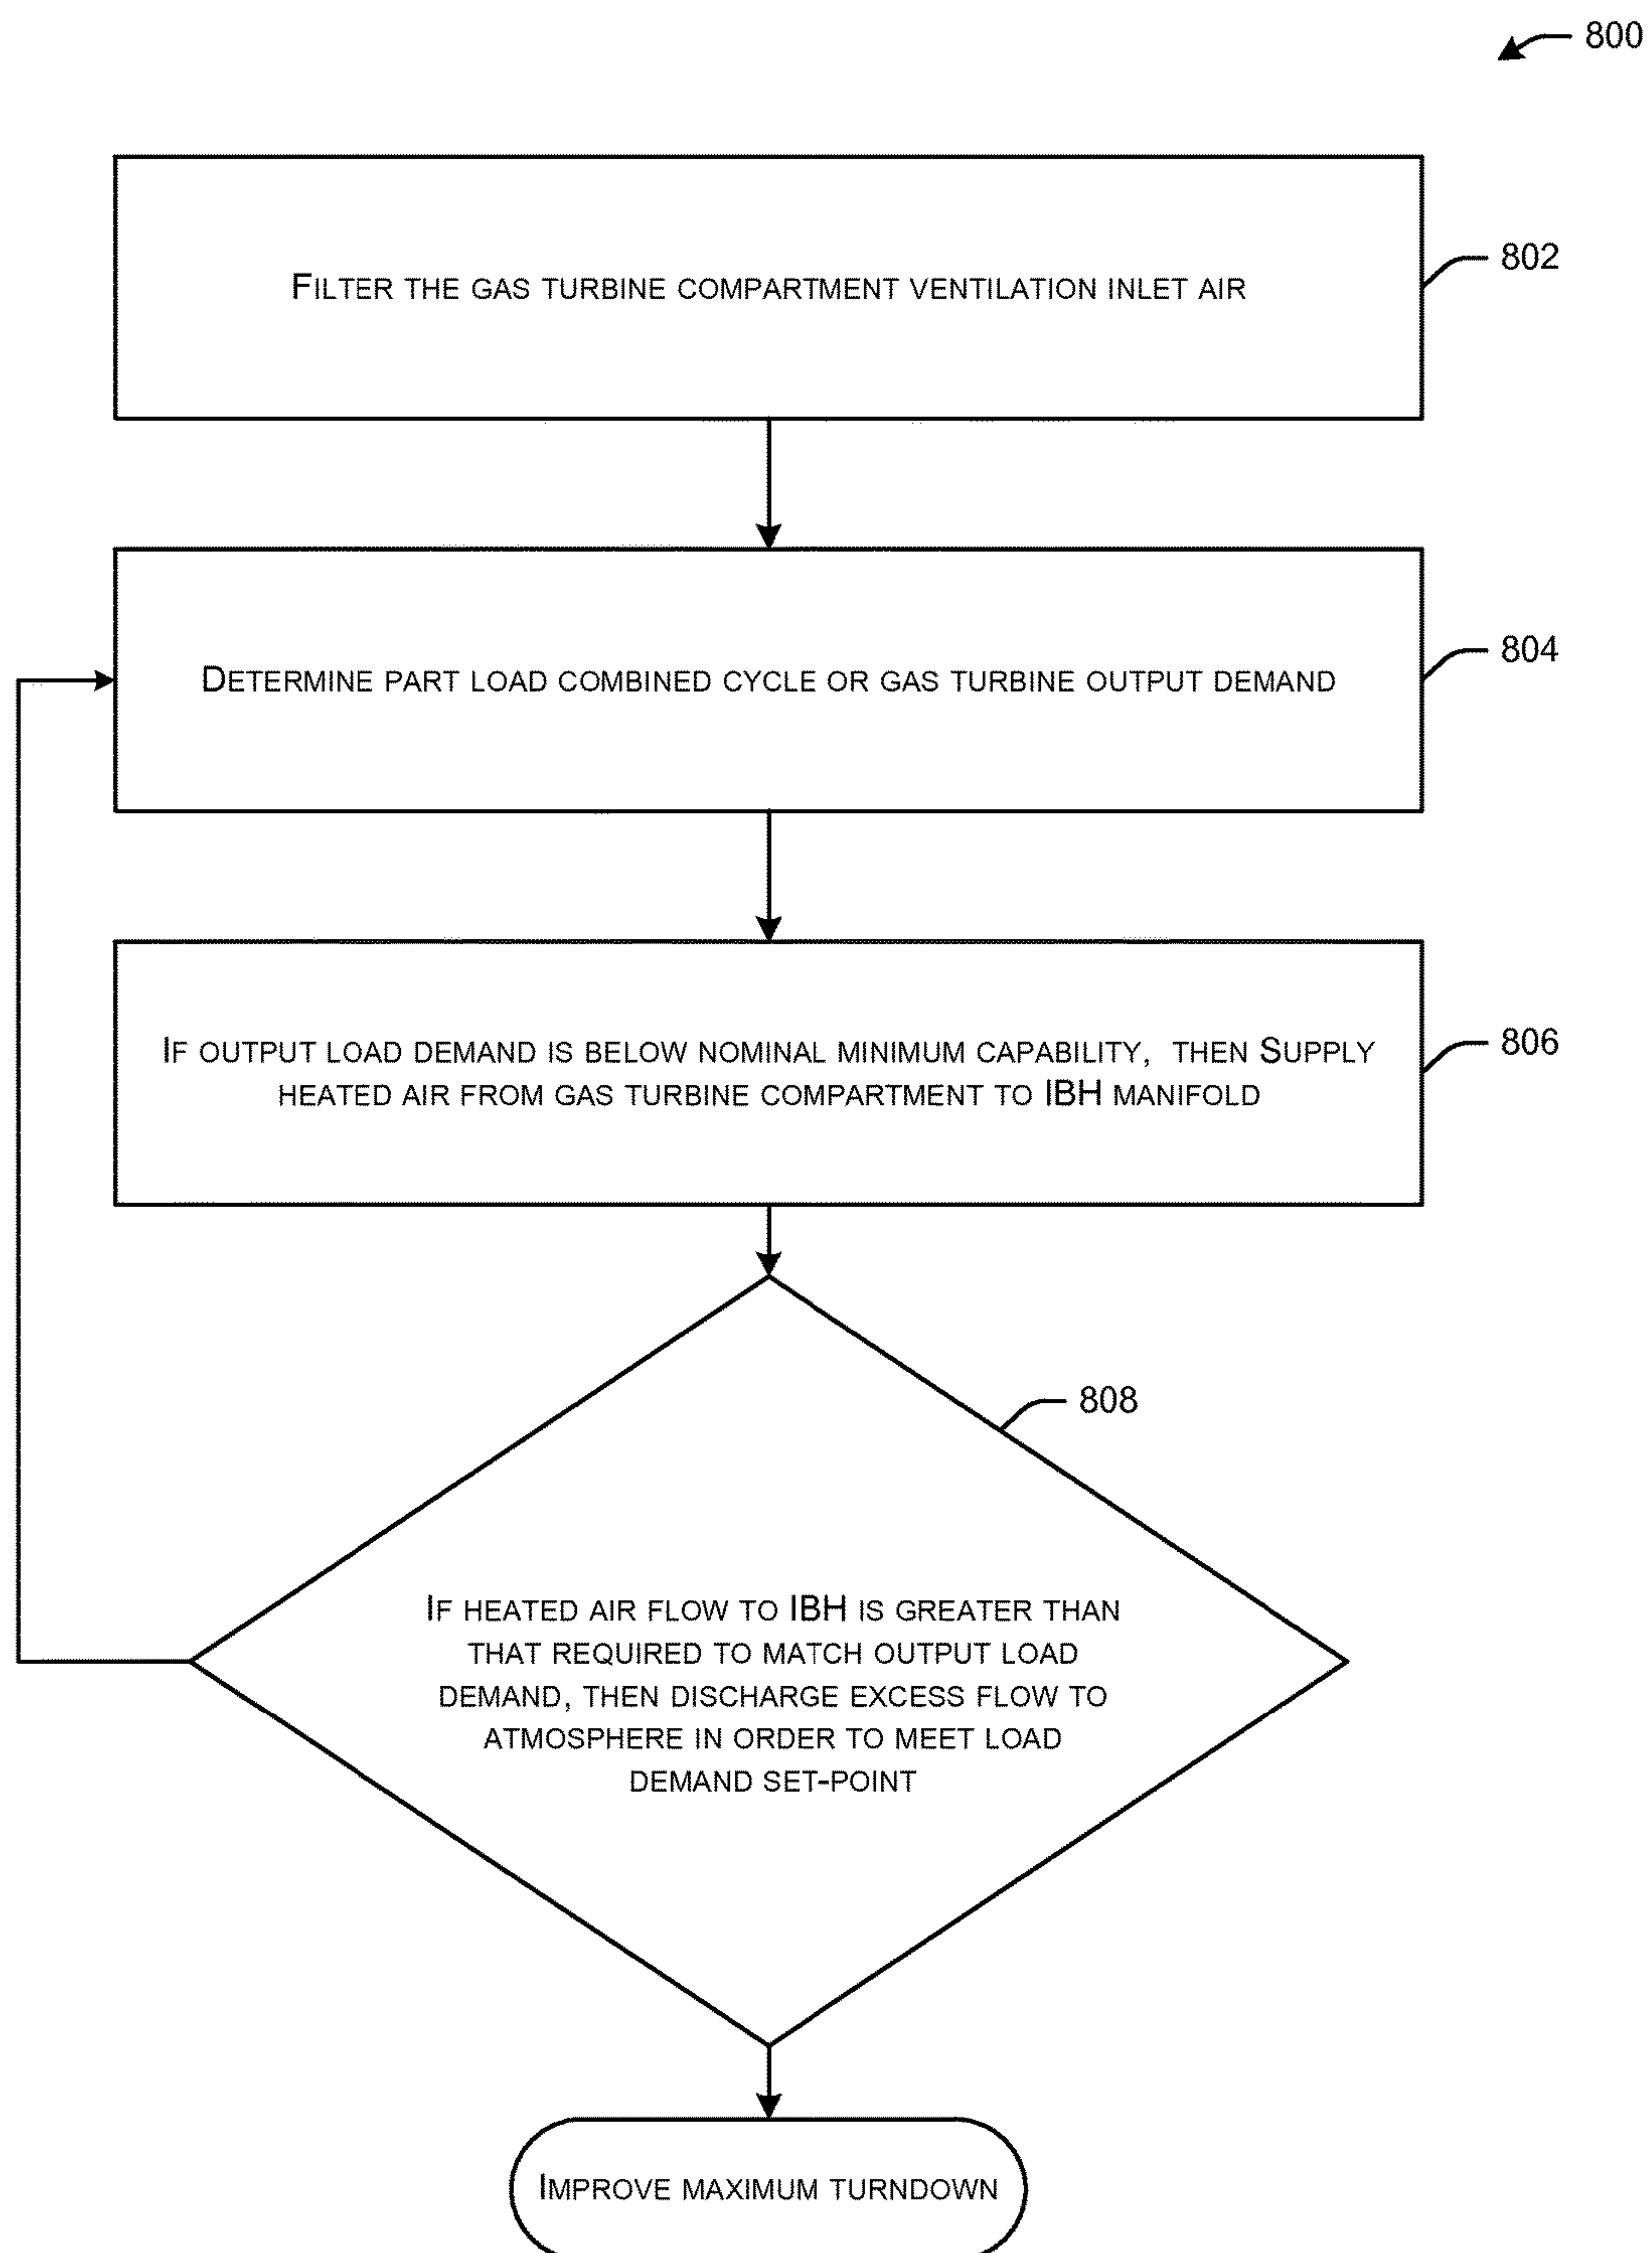 800
FILTER THE GAS TURBINE COMPARTMENT VENTILATION INLET AIR
802
DETERMINE PART LOAD COMBINED CYCLE OR GAS TURBINE OUTPUT DEMAND
804
IF OUTPUT LOAD DEMAND IS BELOW NOMINAL MINIMUM CAPABILITY, THEN SUPPLY
HEATED AIR FROM GAS TURBINE COMPARTMENT TO IBH MANIFOLD
806
808
IF HEATED AIR FLOW TO IBH IS GREATER THAN
THAT REQUIRED TO MATCH OUTPUT LOAD
DEMAND, THEN DISCHARGE EXCESS FLOW TO
ATMOSPHERE IN ORDER TO MEET LOAD
DEMAND SET-POINT
IMPROVE MAXIMUM TURNDOWN